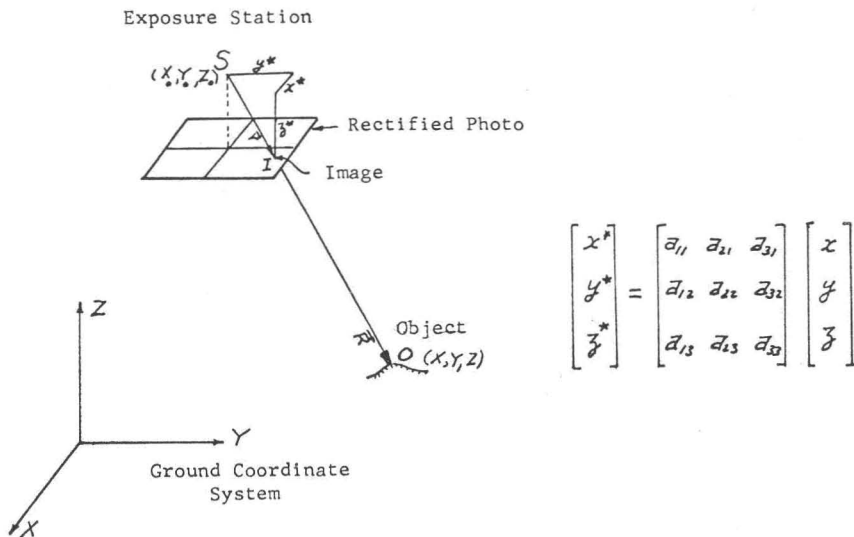 Exposure Station
S
y*
(X₀,Y₀,Z₀)
x*
z*
Rectified Photo
I
Image
Z
Object
R
O (X,Y,Z)
Y
Ground Coordinate
System
X
[x*] = [a₁₁ a₂₁ a₃₁] [x]
[y*] = [a₁₂ a₂₂ a₃₂] [y]
[z*] = [a₁₃ a₂₃ a₃₃] [z]